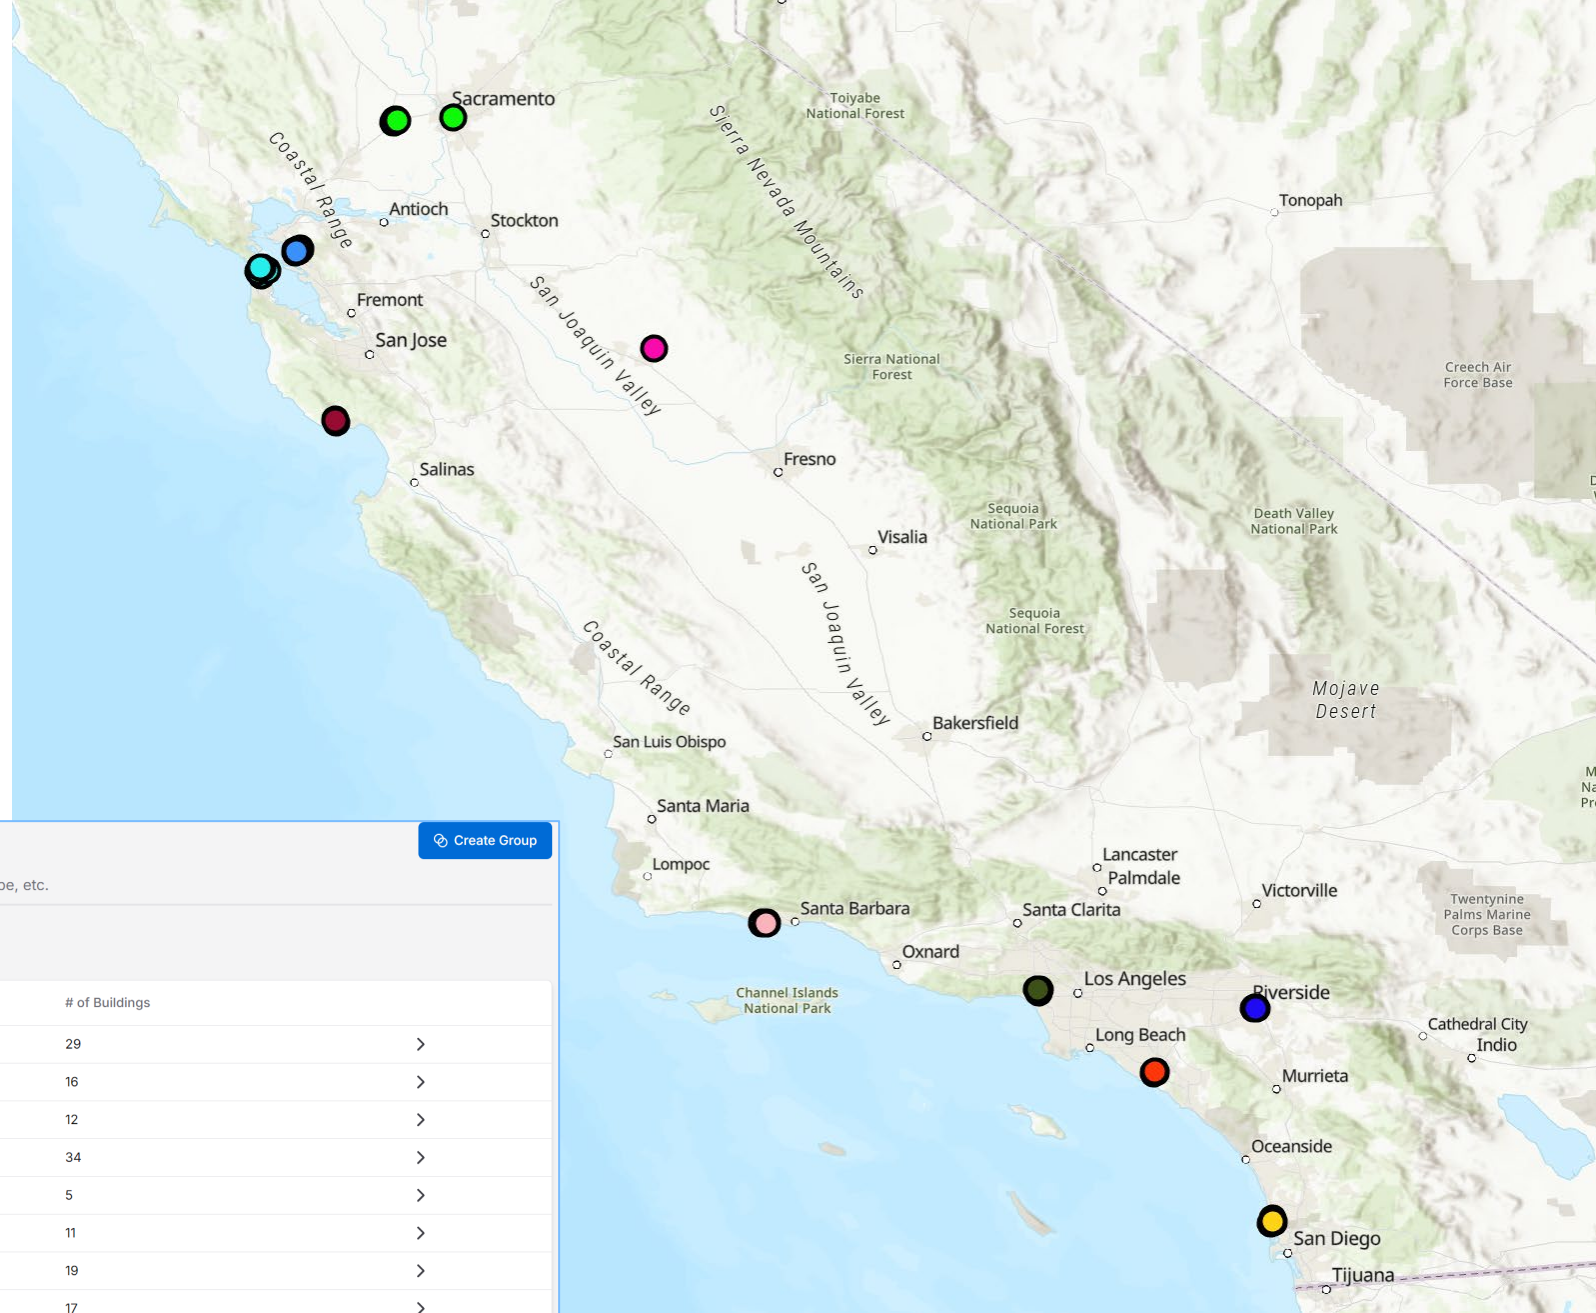 Sacramento
Toiyabe
National Forest
Sierra Nevada Mountains
Coastal Range
Antioch
Stockton
Tonopah
San Joaquin Valley
Fremont
San Jose
Sierra National
Forest
Creech Air
Force Base
Salinas
Fresno
Sequoia
National Park
Death Valley
National Park
Visalia
San Joaquin Valley
Sequoia
National Forest
Coastal Range
Mojave
Desert
Bakersfield
San Luis Obispo
Santa Maria
Lompoc
Lancaster
Palmdale
Victorville
Santa Barbara
Santa Clarita
Twentynine
Palms Marine
Corps Base
Oxnard
Los Angeles
Riverside
Channel Islands
National Park
Long Beach
Cathedral City
Indio
Murrieta
Oceanside
San Diego
Tijuana
Create Group
pe, etc.
# of Buildings
29
16
12
34
5
11
19
17